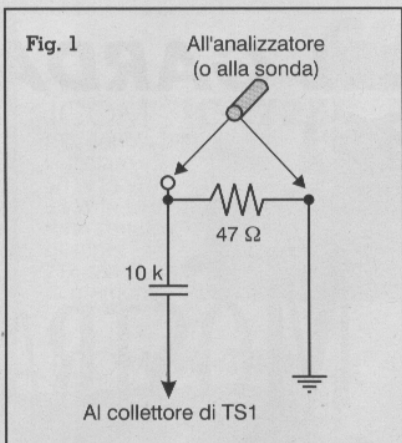 Fig. 1
All'analizzatore
(o alla sonda)
47 Ω
10 k
Al collettore di TS1